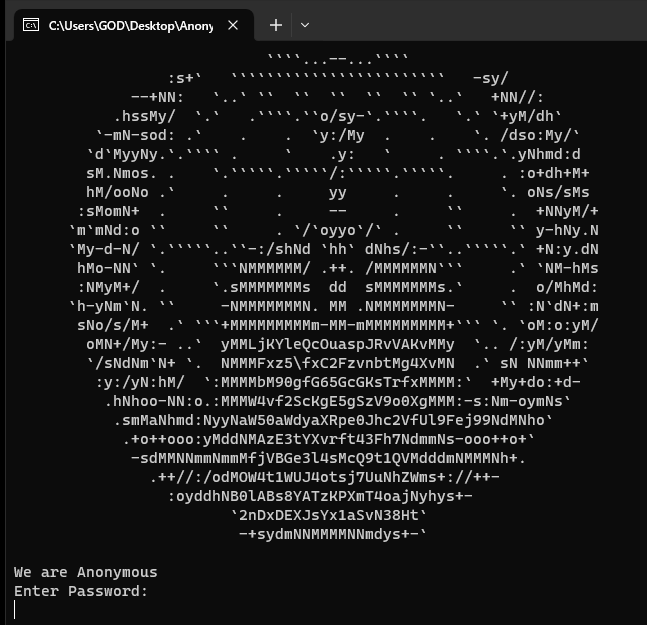 C:\Users\GOD\Desktop\Anony
````...--...````
:s+`   ````````````````````````   -sy/
--+NN:   `..` ``  ``  ``  ``  `` `..`   +NN//:
.hssMy/  `.`   .````.``o/sy-`.````.   `.` `+yM/dh`
`-mN-sod: .`    .    .  `y:/My  .    .    `. /dso:My/`
`d`MyyNy.`.```` .     `    .y:   `     . ````.`.yNhmd:d
sM.Nmos. .    `.`````.`````/:`````.`````.     . :o+dh+M+
hM/ooNo .`     .     .     yy     .     .     `. oNs/sMs
:sMomN+  .     ``     .     --     .     ``     .  +NNyM/+
`m`mNd:o ``     ``     . `/`oyyo`/` .     ``     `` y-hNy.N
`My-d-N/ `.`````..``-:/shNd `hh` dNhs/:-``..`````.` +N:y.dN
hMo-NN` `.     ```NMMMMMM/ .++. /MMMMMMN```     .` `NM-hMs
:NMyM+/  .     `.sMMMMMMMs  dd  sMMMMMMMs.`     .  o/MhMd:
`h-yNm`N. ``     -NMMMMMMMN. MM .NMMMMMMMN-     `` :N`dN+:m
sNo/s/M+  .` ```+MMMMMMMMMm-MM-mMMMMMMMMM+``` `. `oM:o:yM/
oMN+/My:- ..`  yMMLjKYleQcOuaspJRvVAKvMMy  `.. /:yM/yMm:
`/sNdNm`N+ `.  NMMMFxz5\fxC2FzvnbtMg4XvMN  .` sN NNmm++`
:y:/yN:hM/  `:MMMMbM90gfG65GcGKsTrfxMMMM:`  +My+do:+d-
.hNhoo-NN:o.:MMMW4vf2ScKgE5gSzV9o0XgMMM:-s:Nm-oymNs`
.smMaNhmd:NyyNaW50aWdyaXRpe0Jhc2VfUl9Fej99NdMNho`
.+o++ooo:yMddNMAzE3tYXvrft43Fh7NdmmNs-ooo++o+`
-sdMMNNmmNmmMfjVBGe3l4sMcQ9t1QVMdddmNMMMNh+.
.++//:/odMOW4t1WUJ4otsj7UuNhZWms+://++-
:oyddhNB0lABs8YATzKPXmT4oajNyhys+-
`2nDxDEXJsYx1aSvN38Ht`
-+sydmNNMMMMNNmdys+-`
We are Anonymous
Enter Password: